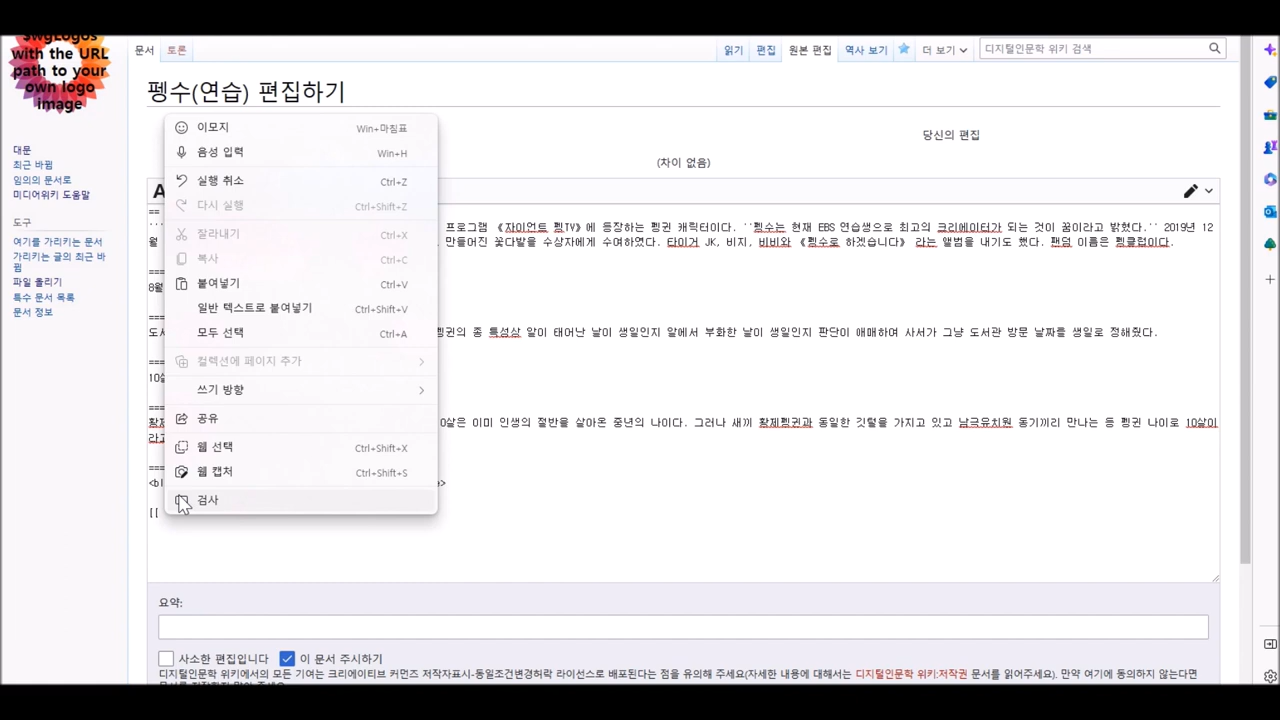 $wgLogos
with the URL
path to your
own logo
image
문서 토론
읽기 편집 원본 편집 역사 보기 더 보기 디지털인문학 위키 검색
펭수(연습) 편집하기
대문
최근 바뀜
임의의 문서로
미디어위키 도움말
도구
여기를 가리키는 문서
가리키는 글의 최근 바
뀜
파일 올리기
특수 문서 목록
문서 정보
당신의 편집
(차이 없음)
이모지 Win+마침표
음성 입력 Win+H
실행 취소 Ctrl+Z
다시 실행 Ctrl+Shift+Z
잘라내기 Ctrl+X
복사 Ctrl+C
붙여넣기 Ctrl+V
일반 텍스트로 붙여넣기 Ctrl+Shift+V
모두 선택 Ctrl+A
컬렉션에 페이지 추가
쓰기 방향
공유
웹 선택 Ctrl+Shift+X
웹 캡처 Ctrl+Shift+S
검사
A
==
''' 프로그램 《자이언트 펭TV》에 등장하는 펭귄 캐릭터이다. ''펭수는 현재 EBS 연습생으로 최고의 크리에이터가 되는 것이 꿈이라고 밝혔다.'' 2019년 12
월 만들어진 꽃다발을 수상자에게 수여하였다. 타이거 JK, 비지, 비비와 《펭수로 하겠습니다》 라는 앨범을 내기도 했다. 팬덤 이름은 펭클럽이다.
===
8월
===
도서 펭귄의 종 특성상 알이 태어난 날이 생일인지 알에서 부화한 날이 생일인지 판단이 애매하여 사서가 그냥 도서관 방문 날짜를 생일로 정해줬다.
===
10살
===
황제 0살은 이미 인생의 절반을 살아온 중년의 나이다. 그러나 새끼 황제펭귄과 동일한 깃털을 가지고 있고 남극유치원 동기끼리 만나는 등 펭귄 나이로 10살이
라고
===
<bl e>
[[
요약:
사소한 편집입니다 이 문서 주시하기
디지털인문학 위키에서의 모든 기여는 크리에이티브 커먼즈 저작자표시-동일조건변경허락 라이선스로 배포된다는 점을 유의해 주세요(자세한 내용에 대해서는 디지털인문학 위키:저작권 문서를 읽어주세요). 만약 여기에 동의하지 않는다면